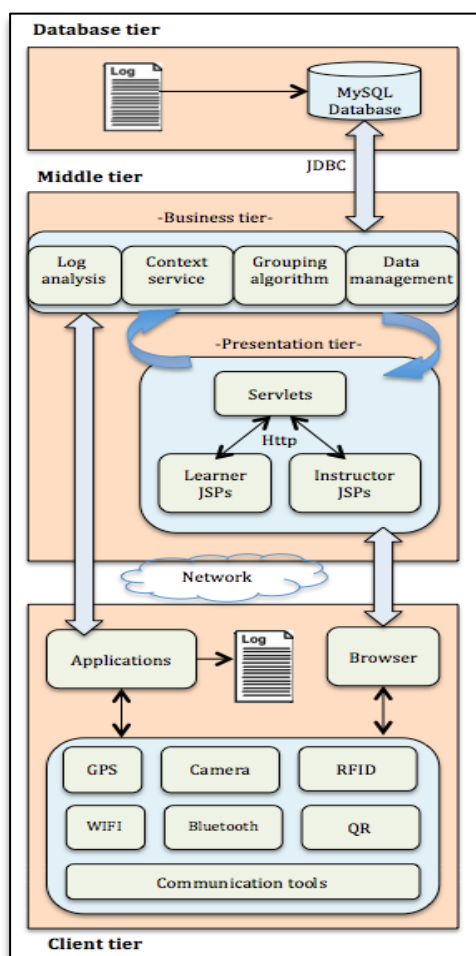 Database tier
Log
MySQL
Database
JDBC
Middle tier
-Business tier-
Log
analysis
Context
service
Grouping
algorithm
Data
management
-Presentation tier-
Servlets
Http
Learner
JSPs
Instructor
JSPs
Network
Applications
Log
Browser
GPS
Camera
RFID
WIFI
Bluetooth
QR
Communication tools
Client tier